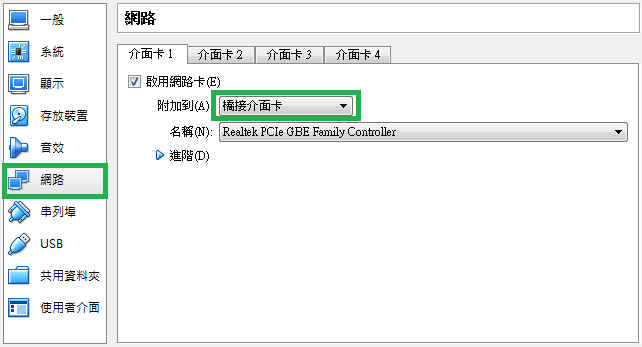 一般
系統
顯示
存放裝置
音效
網路
串列埠
USB
共用資料夾
使用者介面
網路
介面卡 1
介面卡 2
介面卡 3
介面卡 4
啟用網路卡(E)
附加到(A)
橋接介面卡
名稱(N):
Realtek PCIe GBE Family Controller
進階(D)